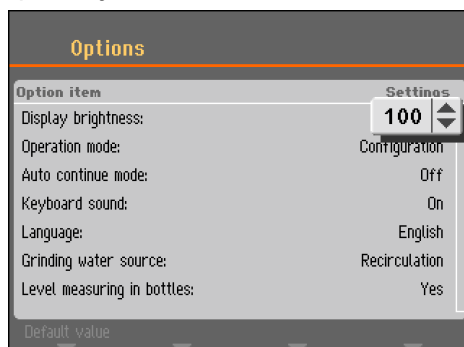 Options
Option item Settings
Display brightness: 100
Operation mode: Configuration
Auto continue mode: Off
Keyboard sound: On
Language: English
Grinding water source: Recirculation
Level measuring in bottles: Yes
Default value